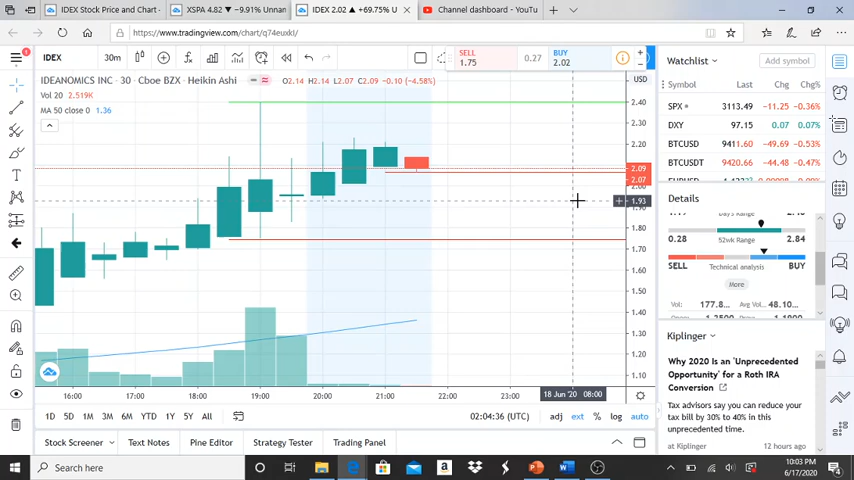 IDEX Stock Price and Chart -
XSPA 4.82 ▼ −9.91% Unnan
IDEX 2.02 ▲ +69.75% U
Channel dashboard - YouTu
https://www.tradingview.com/chart/q74euxkl/
IDEX
30m
SELL
1.75
0.27
BUY
2.02
IDEANOMICS INC · 30 · Cboe BZX · Heikin Ashi
O2.14 H2.14 L2.07 C2.09 -0.10 (-4.58%)
Vol 20 2.519K
MA 50 close 0 1.36
USD
2.40
2.30
2.20
2.09
2.07
2.00
1.93
1.80
1.70
1.60
1.50
1.40
1.30
1.20
1.10
16:00
17:00
18:00
19:00
20:00
21:00
22:00
23:00
18 Jun '20 08:00
1D 5D 1M 3M 6M YTD 1Y 5Y All
02:04:36 (UTC)
adj ext % log auto
Stock Screener
Text Notes
Pine Editor
Strategy Tester
Trading Panel
Watchlist
Add symbol
Symbol Last Chg Chg%
SPX 3113.49 -11.25 -0.36%
DXY 97.15 0.07 0.07%
BTCUSD 9411.60 -49.69 -0.53%
BTCUSDT 9420.66 -44.48 -0.47%
Details
0.28 52wk Range 2.84
SELL Technical analysis BUY
More
Vol: 177.8... Avg Vol... 48.10...
Kiplinger
Why 2020 Is an 'Unprecedented
Opportunity' for a Roth IRA
Conversion
Tax advisors say you can reduce your
tax bill by 30% to 40% in this
unprecedented year.
at Kiplinger 12 hours ago
Type here to search